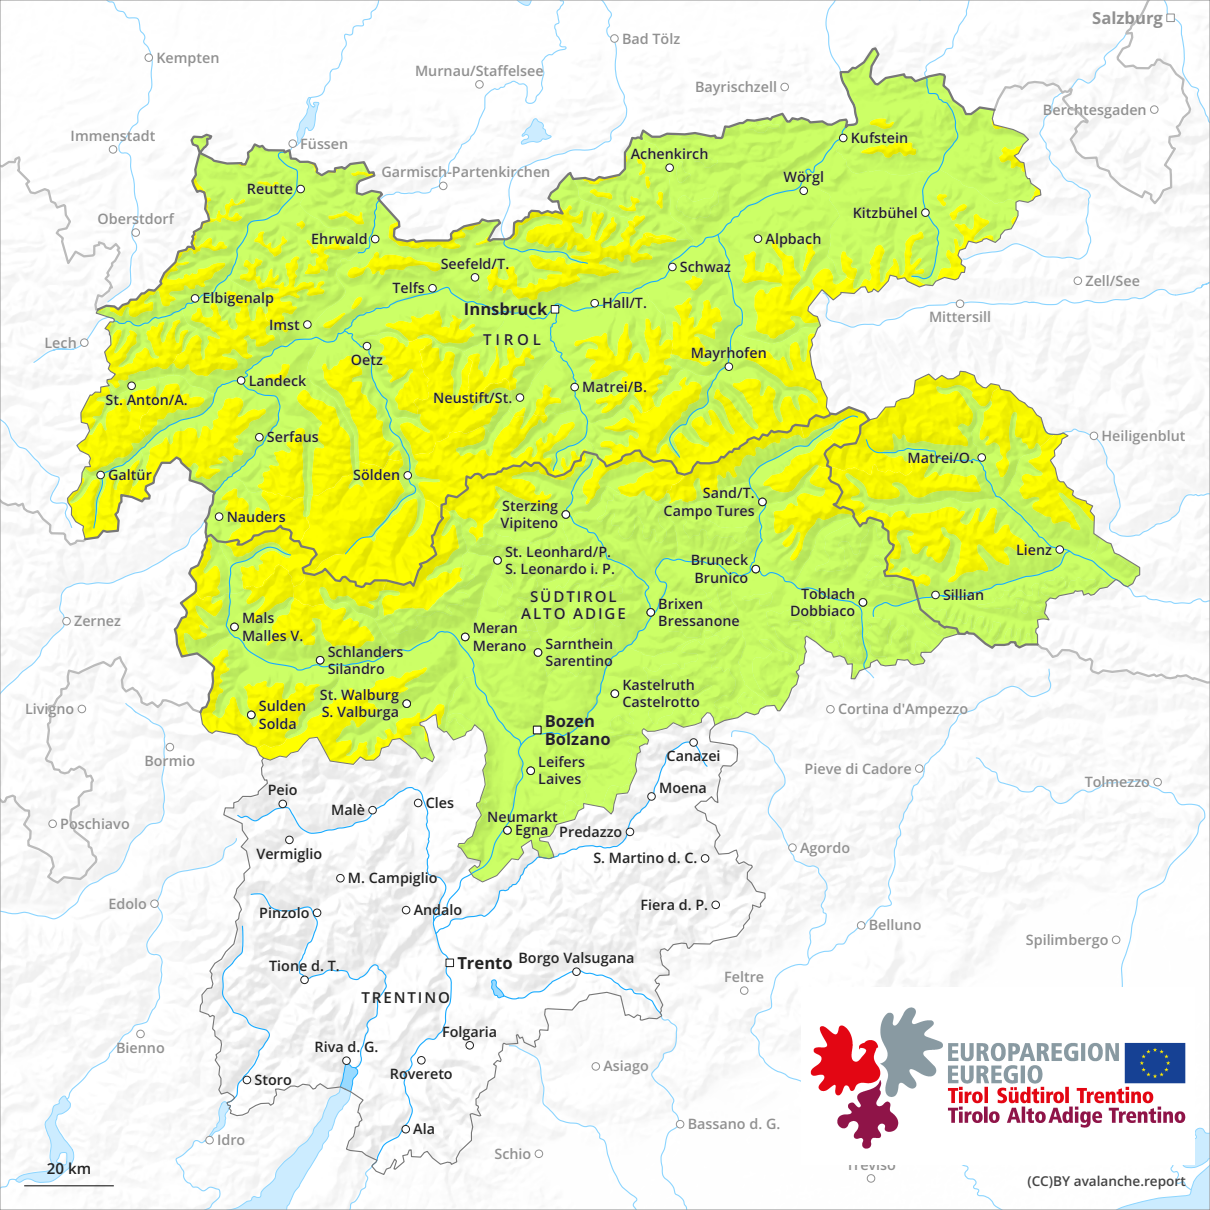 Salzburg
Bad Tölz
Kempten
Murnau/Staffelsee
Bayrischzell
Berchtesgaden
Immenstadt
Füssen
Kufstein
Achenkirch
Garmisch-Partenkirchen
Wörgl
Reutte
Oberstdorf
Kitzbühel
Ehrwald
Alpbach
Seefeld/T.
Schwaz
Zell/See
Telfs
Elbigenalp
Hall/T.
Innsbruck
Mittersill
Imst
TIROL
Lech
Oetz
Mayrhofen
Landeck
Matrei/B.
St. Anton/A.
Neustift/St.
Serfaus
Heiligenblut
Matrei/O.
Galtür
Sölden
Sand/T.
Campo Tures
Sterzing
Vipiteno
Nauders
Lienz
St. Leonhard/P.
S. Leonardo i. P.
Bruneck
Brunico
SÜDTIROL
ALTO ADIGE
Toblach
Dobbiaco
Sillian
Brixen
Bressanone
Zernez
Mals
Malles V.
Meran
Merano
Sarnthein
Sarentino
Schlanders
Silandro
Kastelruth
Castelrotto
St. Walburg
S. Valburga
Sulden
Solda
Livigno
Cortina d'Ampezzo
Bozen
Bolzano
Bormio
Canazei
Leifers
Laives
Pieve di Cadore
Tolmezzo
Peio
Moena
Malè
Cles
Neumarkt
Egna
Poschiavo
Predazzo
Vermiglio
Agordo
S. Martino d. C.
M. Campiglio
Edolo
Pinzolo
Andalo
Fiera d. P.
Belluno
Spilimbergo
Trento
Borgo Valsugana
Tione d. T.
Feltre
TRENTINO
Folgaria
Bienno
Riva d. G.
Rovereto
Asiago
Storo
EUROPAREGION
EUREGIO
Tirol Südtirol Trentino
Tirolo Alto Adige Trentino
Ala
Bassano d. G.
Idro
Schio
Treviso
20 km
(CC)BY avalanche.report